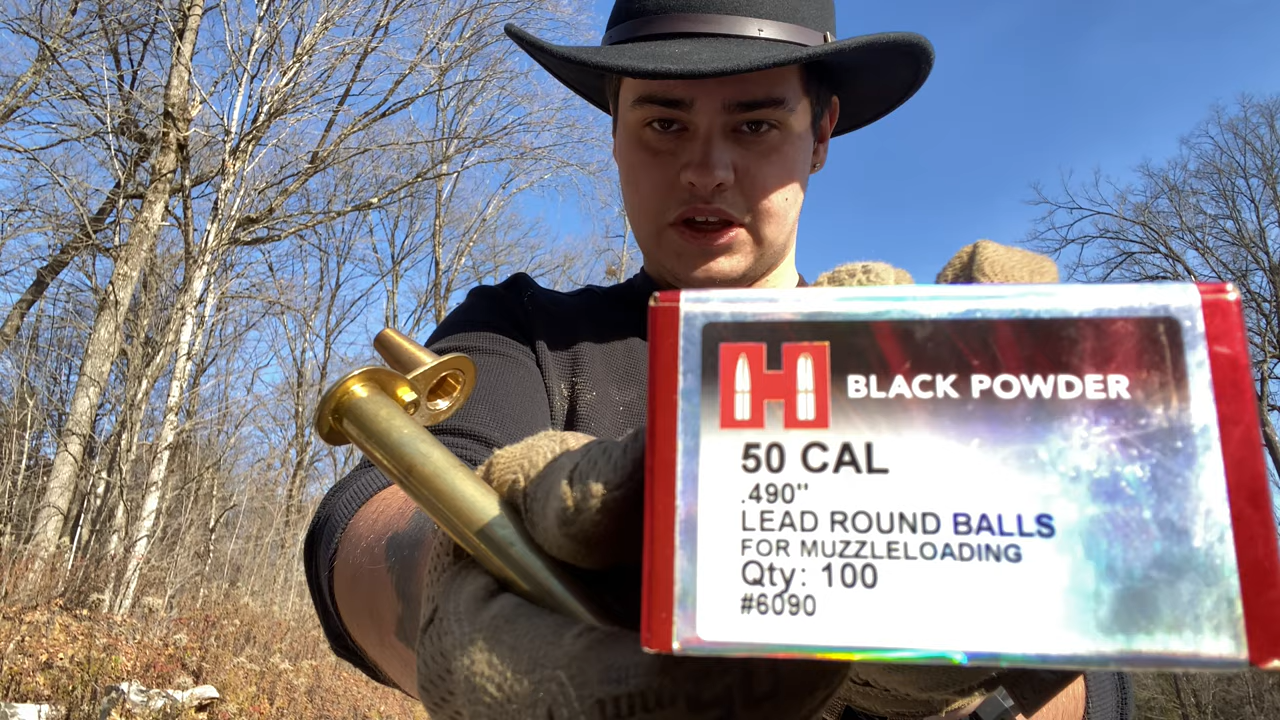 H BLACK POWDER
50 CAL
.490"
LEAD ROUND BALLS
FOR MUZZLELOADING
Qty: 100
#6090